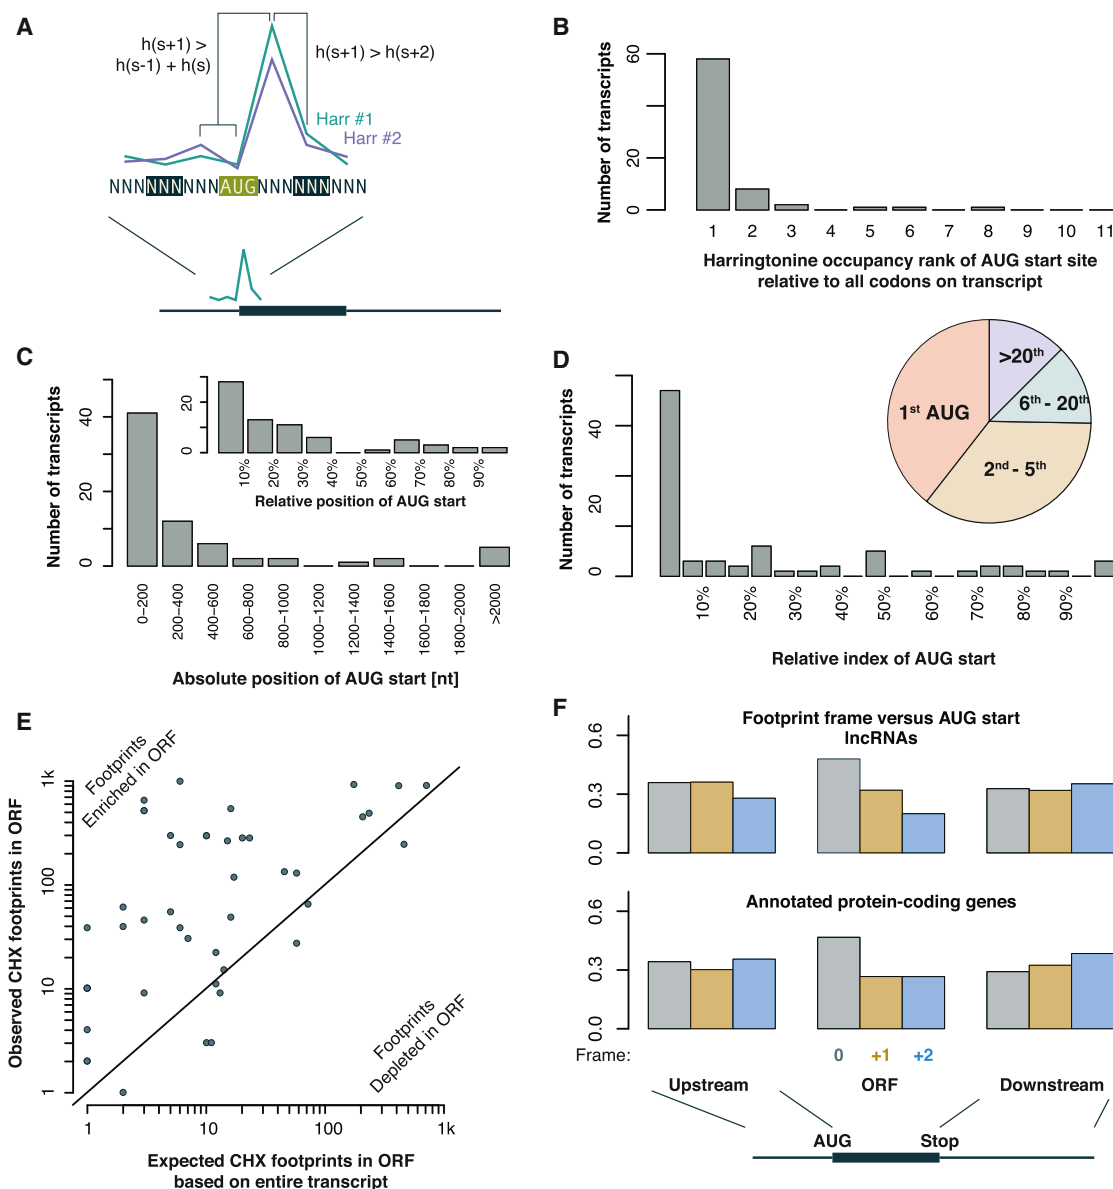 A
h(s+1) >
h(s-1) + h(s)
h(s+1) > h(s+2)
Harr #1
Harr #2
NNNNNNNNNAUGNNNNNNNNN
B
Number of transcripts
60
20
0
1 2 3 4 5 6 7 8 9 10 11
Harringtonine occupancy rank of AUG start site
relative to all codons on transcript
C
Number of transcripts
40
20
0
0–200
200–400
400–600
600–800
800–1000
1000–1200
1200–1400
1400–1600
1600–1800
1800–2000
>2000
Absolute position of AUG start [nt]
20
0
10% 20% 30% 40% 50% 60% 70% 80% 90%
Relative position of AUG start
D
Number of transcripts
40
20
0
10% 20% 30% 40% 50% 60% 70% 80% 90%
Relative index of AUG start
>20th
6th - 20th
1st AUG
2nd - 5th
E
Footprints
Enriched in ORF
Observed CHX footprints in ORF
1k
100
10
1
Footprints
Depleted in ORF
1 10 100 1k
Expected CHX footprints in ORF
based on entire transcript
F
Footprint frame versus AUG start
lncRNAs
0.6
0.3
0.0
Annotated protein-coding genes
0.6
0.3
0.0
Frame: 0 +1 +2
Upstream ORF Downstream
AUG Stop